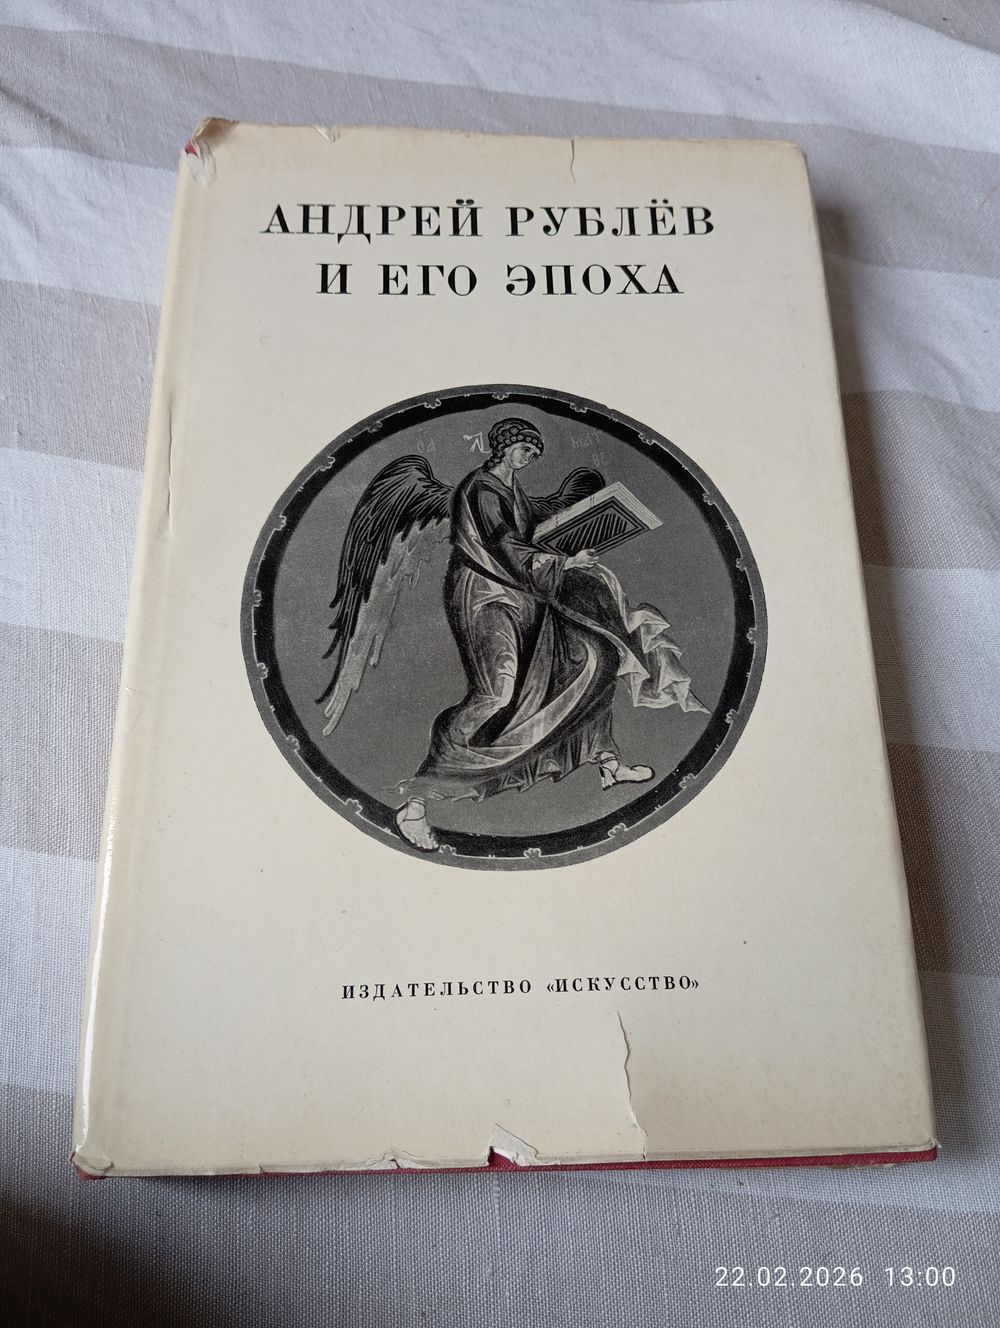 АНДРЕЙ РУБЛЁВ
И ЕГО ЭПОХА
ИЗДАТЕЛЬСТВО «ИСКУССТВО»
22.02.2026 13:00